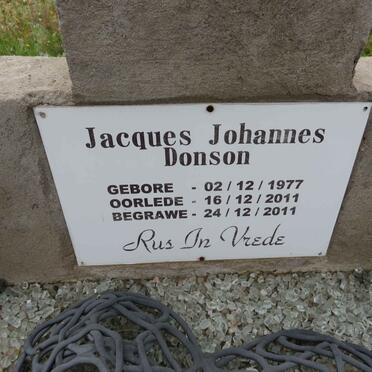 Jacques Johannes
Donson
GEBORE - 02 / 12 / 1977
OORLEDE - 16 / 12 / 2011
BEGRAWE - 24 / 12 / 2011
Rus In Vrede